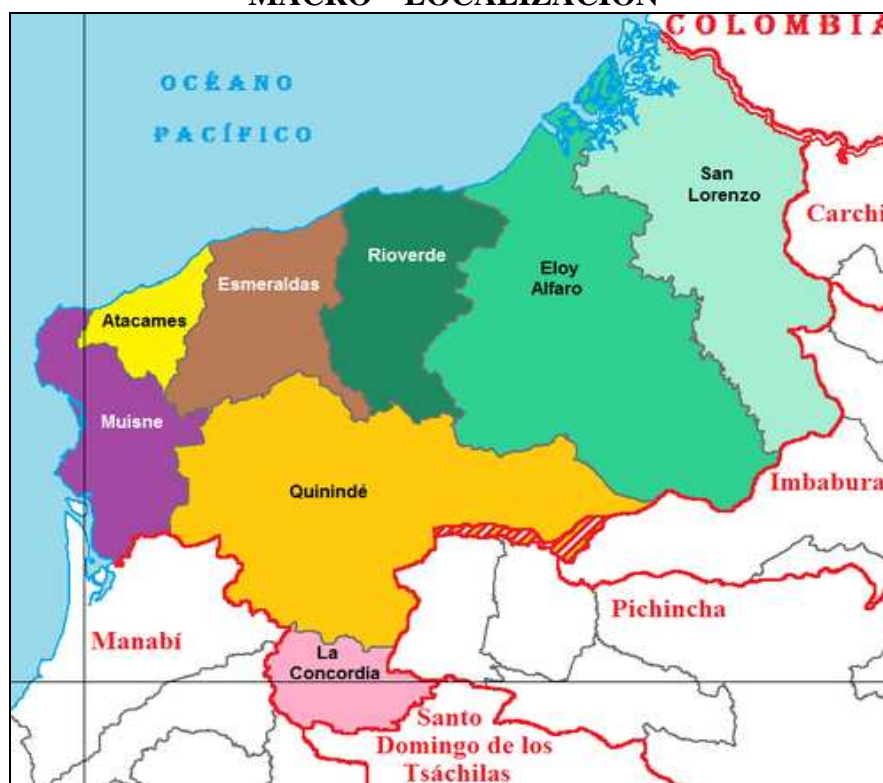 MACRO - LOCALIZACIÓN
COLOMBIA
OCÉANO
PACÍFICO
San
Lorenzo
Carchi
Rioverde
Eloy
Alfaro
Esmeraldas
Atacames
Muisne
Quinindé
Imbabura
Pichincha
Manabí
La
Concordia
Santo
Domingo de los
Tsáchilas